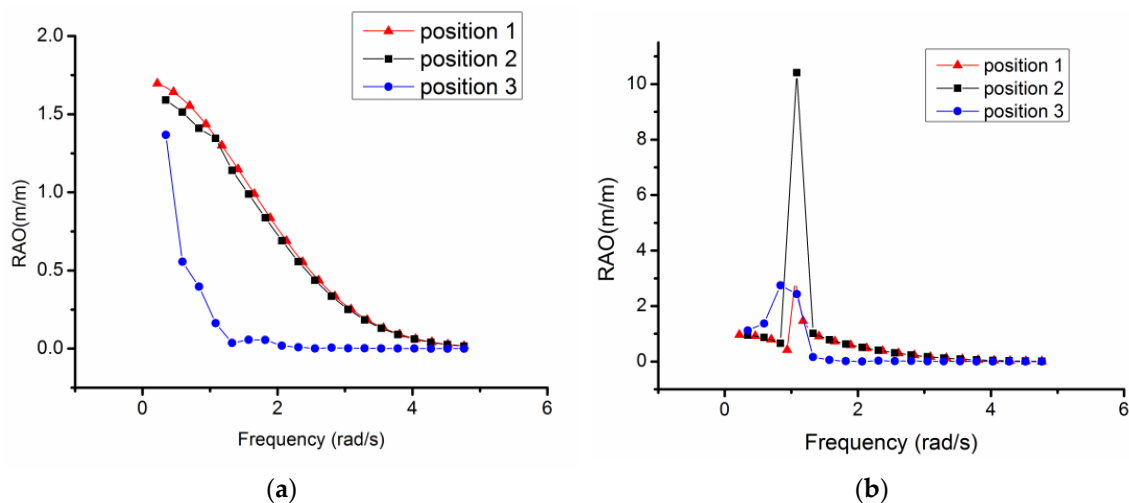 position 1
position 2
position 3
2.0
1.5
1.0
0.5
0.0
RAO(m/m)
0 2 4 6
Frequency (rad/s)
(a)
position 1
position 2
position 3
10
8
6
4
2
0
RAO(m/m)
0 2 4 6
Frequency (rad/s)
(b)